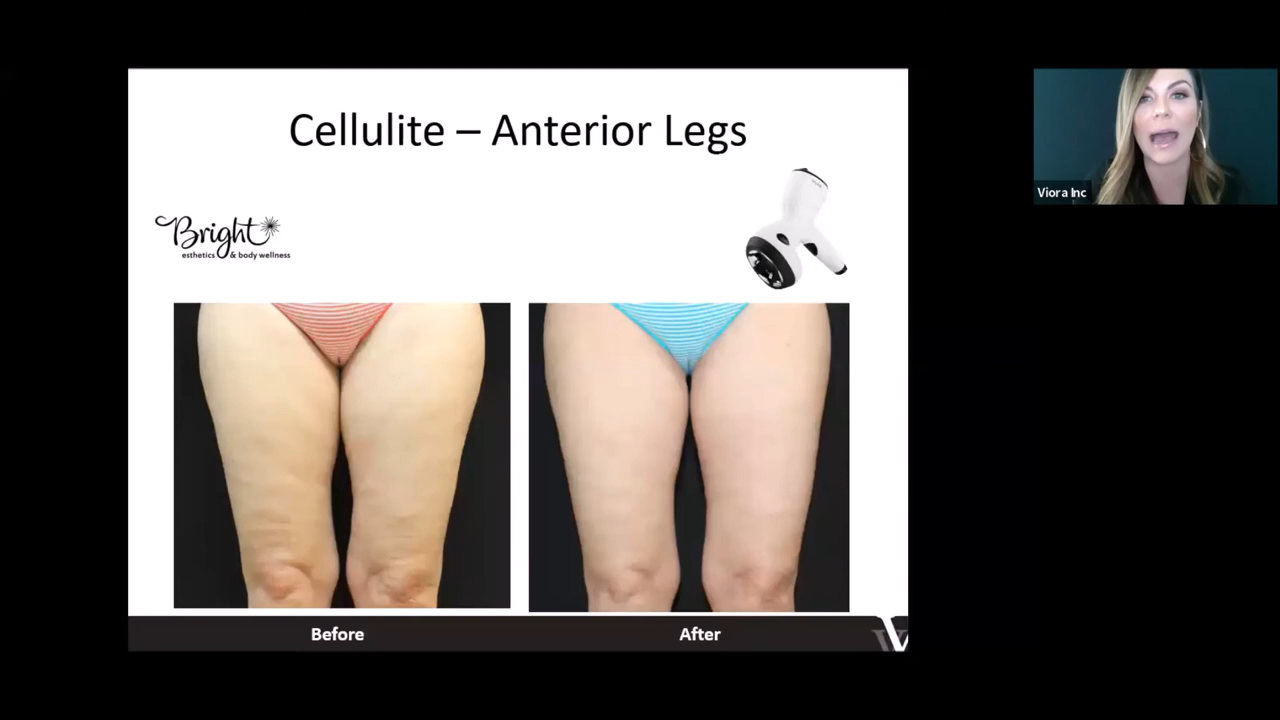 Cellulite – Anterior Legs
Bright
esthetics & body wellness
Viora Inc
Before
After
V